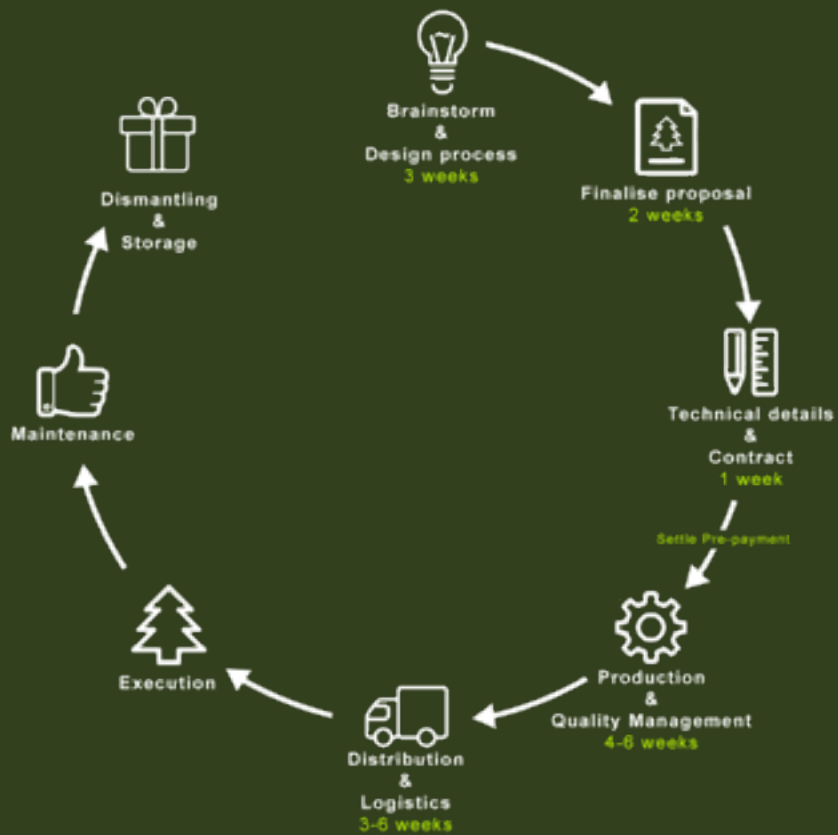 Brainstorm
&
Design process
3 weeks
Finalise proposal
2 weeks
Technical details
&
Contract
1 week
Settle Pre-payment
Production
&
Quality Management
4-6 weeks
Distribution
&
Logistics
3-6 weeks
Execution
Maintenance
Dismantling
&
Storage